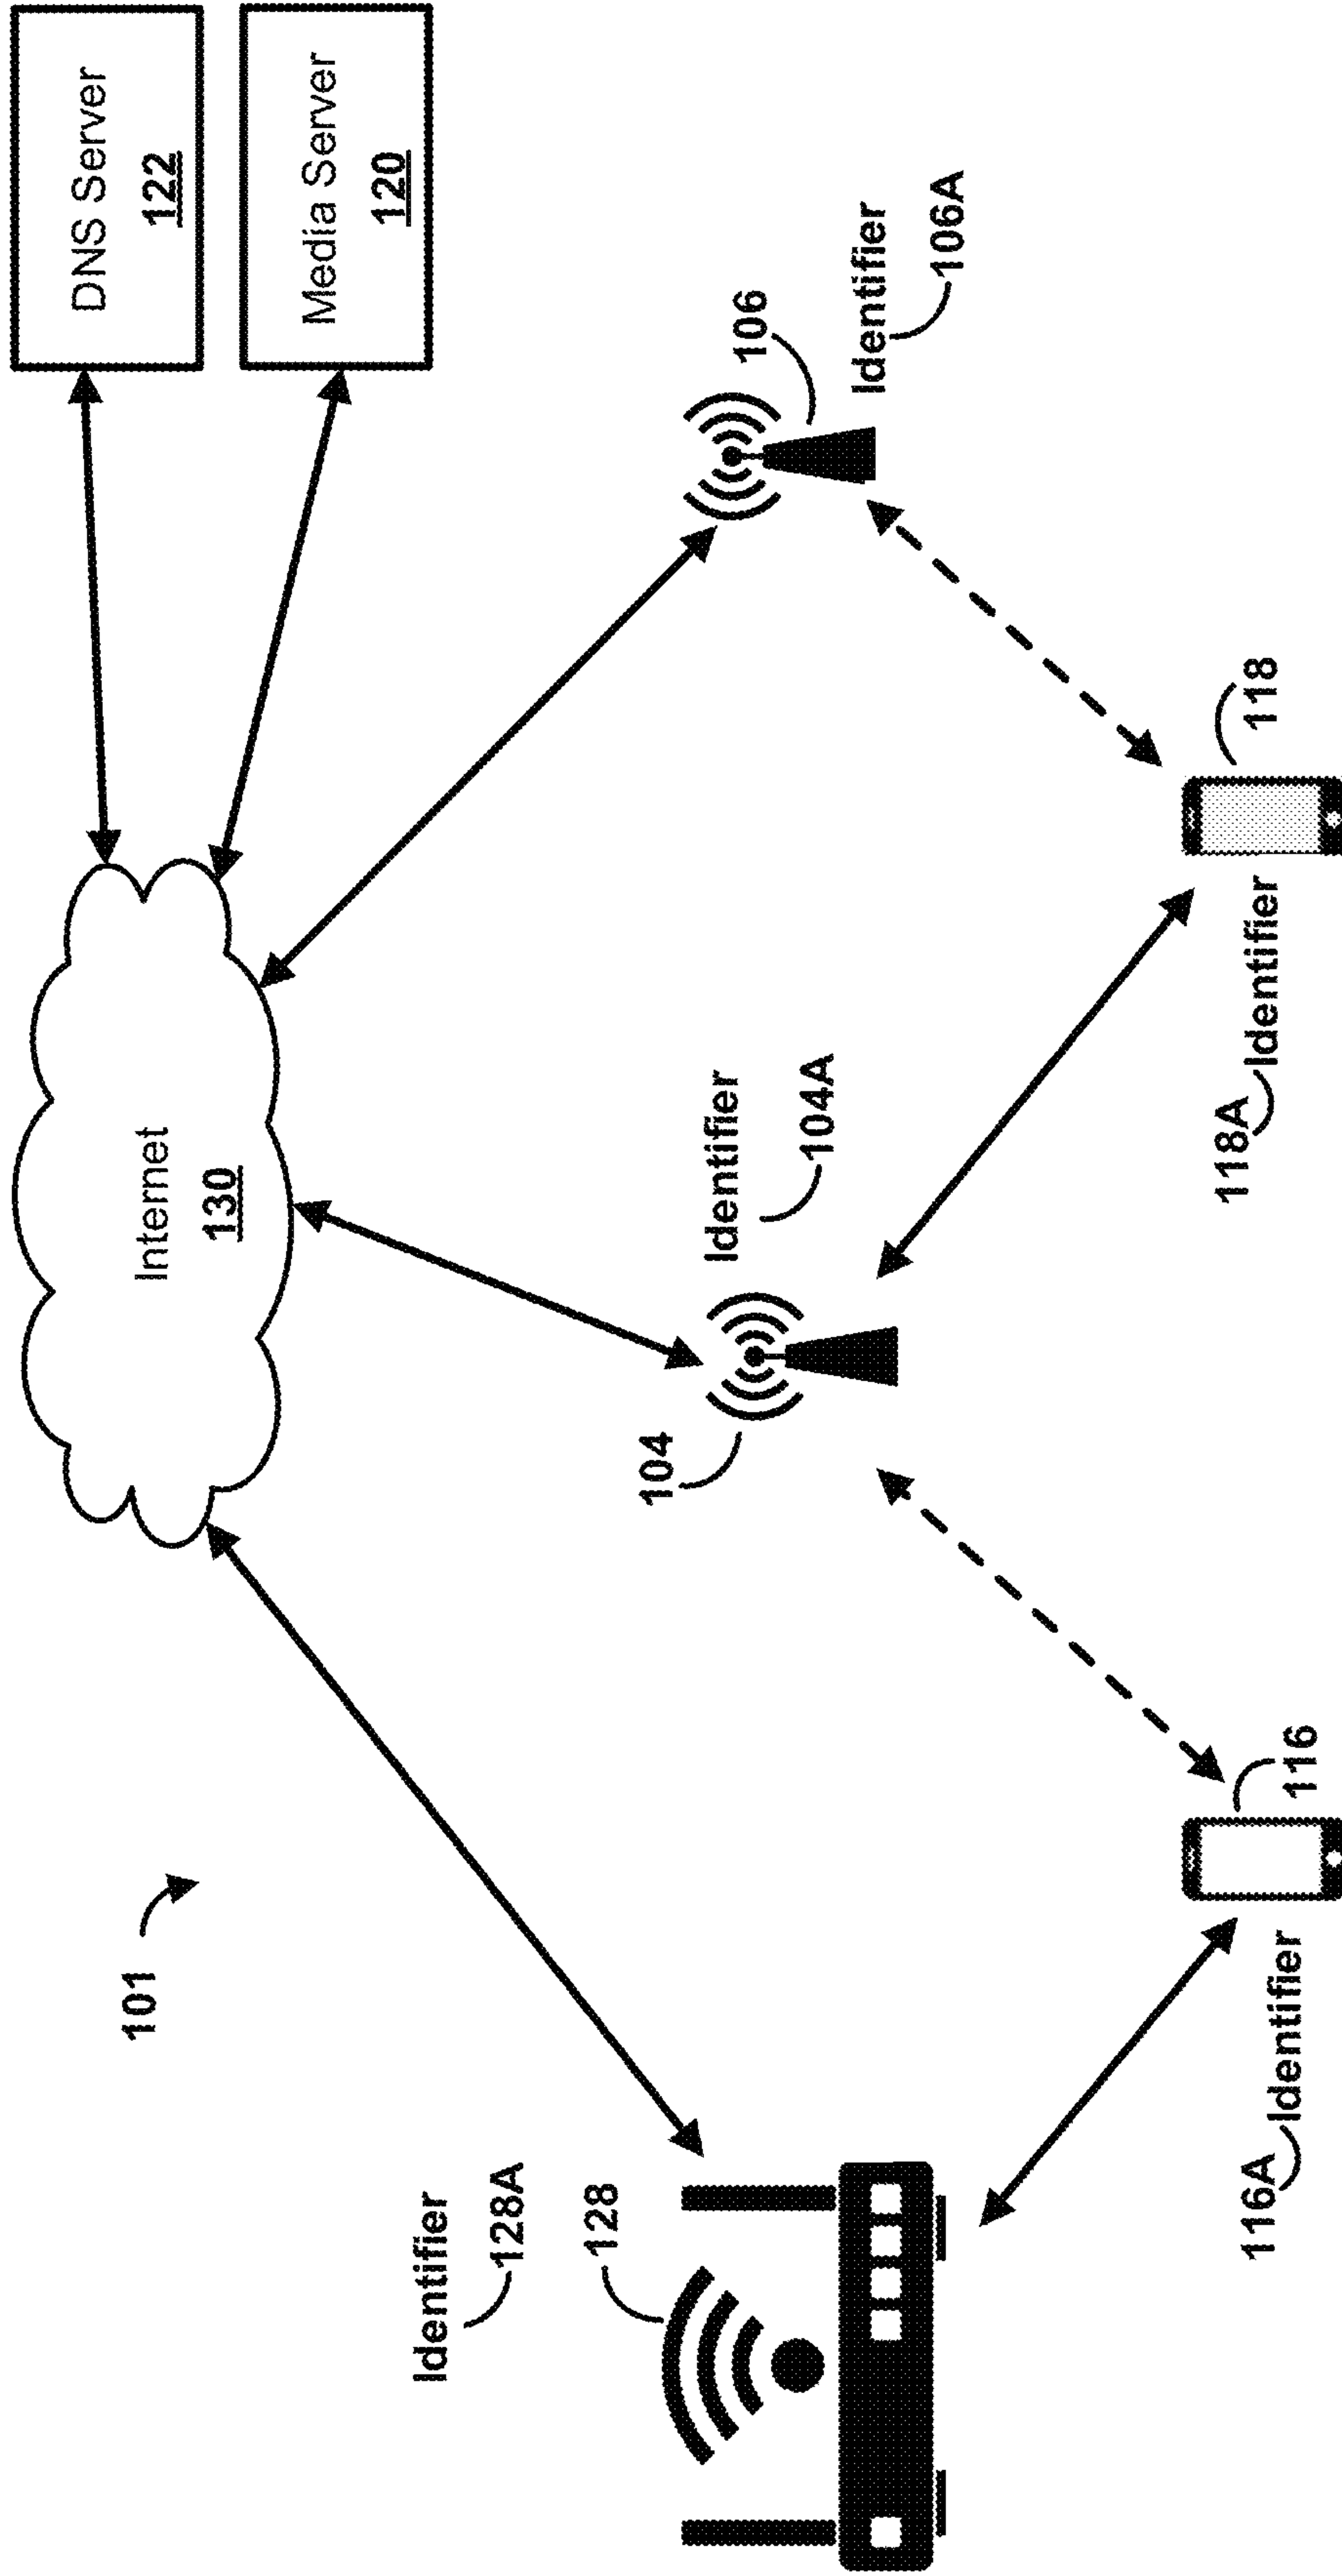 101
Internet
130
DNS Server
122
Media Server
120
Identifier
128A
128
104
Identifier
104A
106
Identifier
106A
116A
Identifier
116
118A
Identifier
118